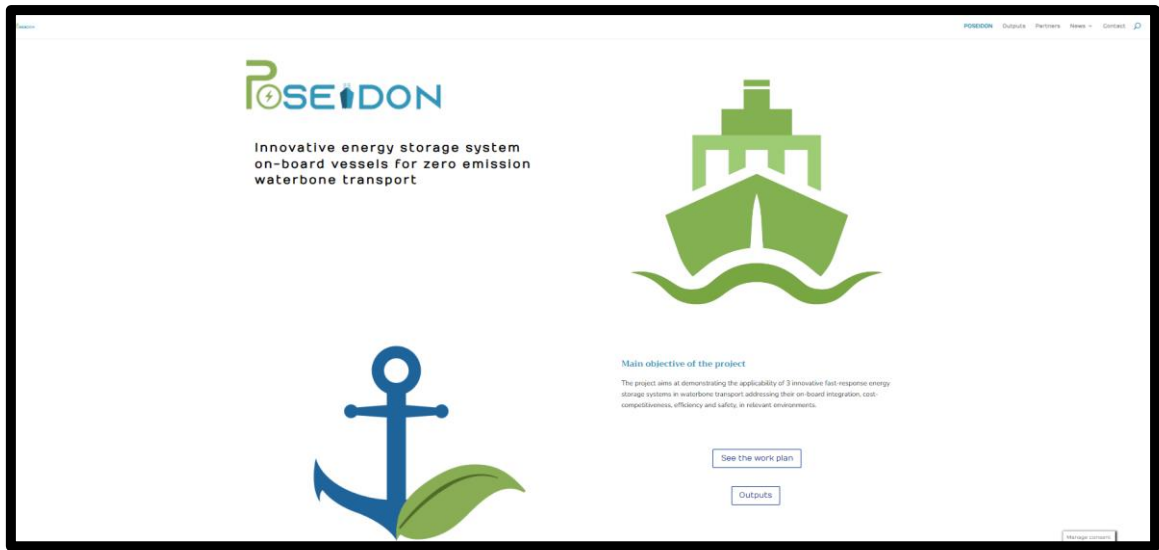 Poseidon
POSEIDON Outputs Partners News Contact
POSEIDON
Innovative energy storage system
on-board vessels for zero emission
waterbone transport
Main objective of the project
The project aims at demonstrating the applicability of 3 innovative fast-response energy
storage systems in waterbone transport addressing their on-board integration, cost-
competitiveness, efficiency and safety, in relevant environments.
See the work plan
Outputs
Manage consent